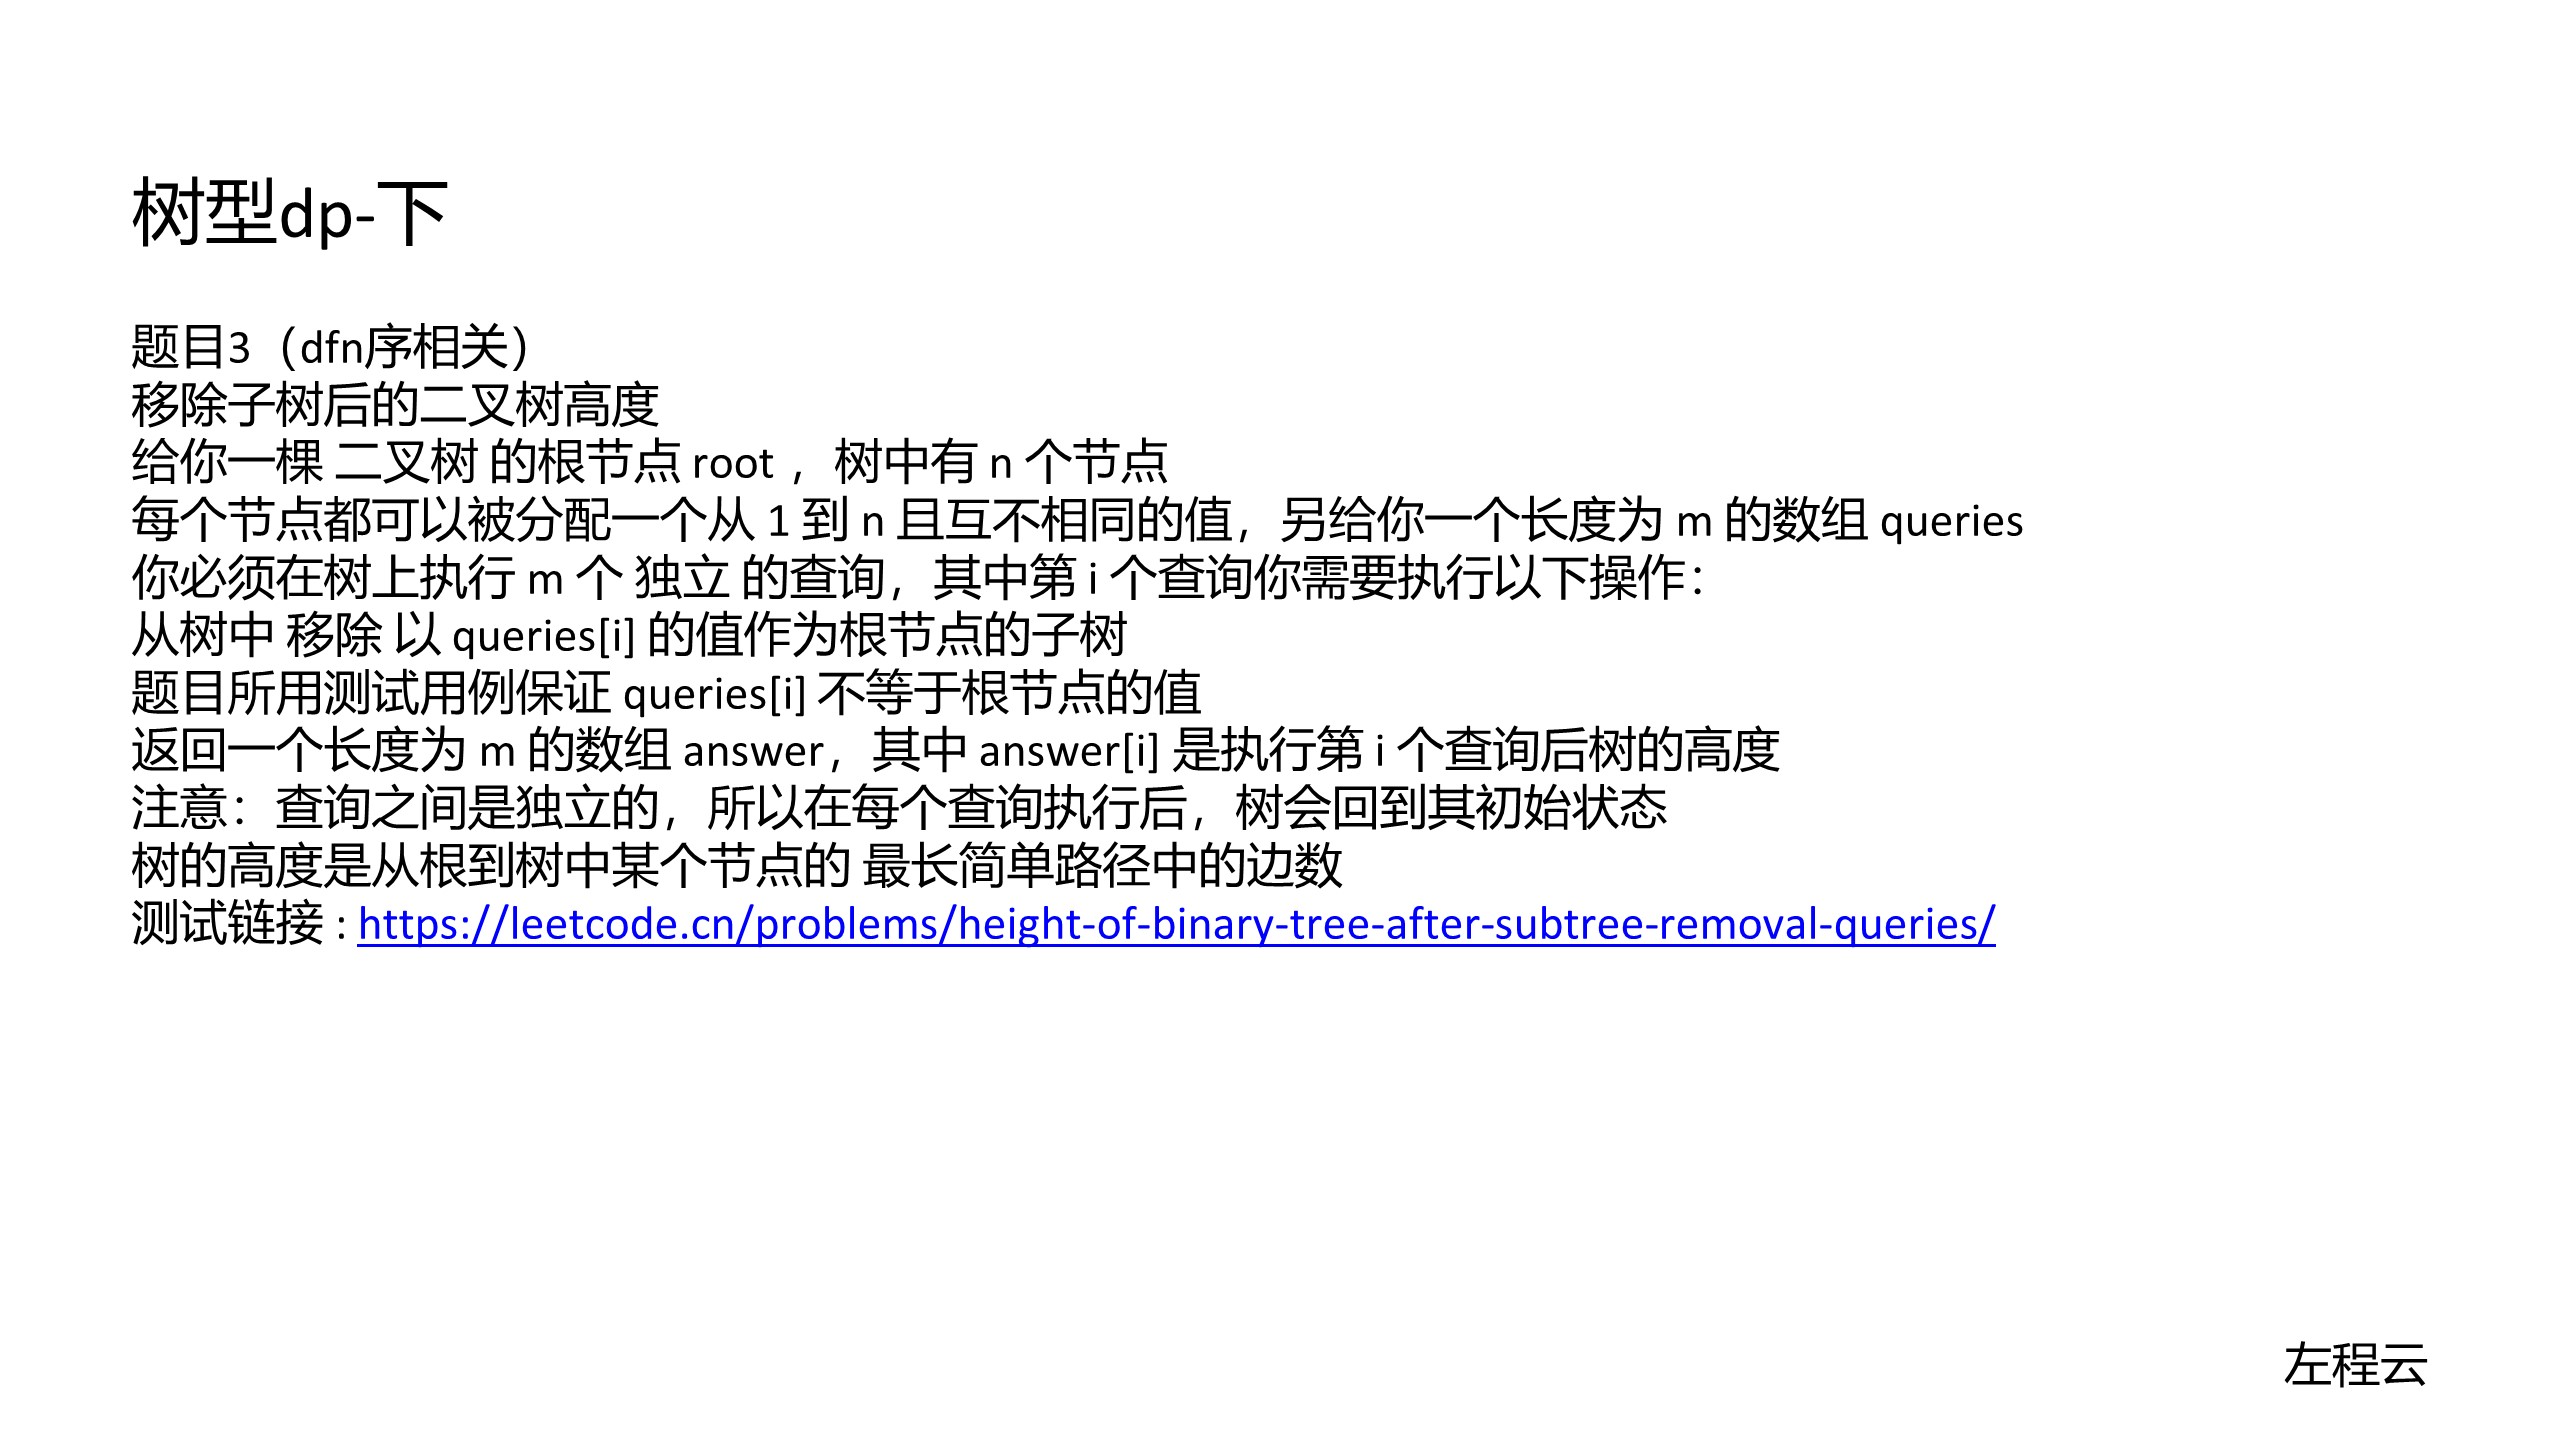 树型dp-下
题目3（dfn序相关）
移除子树后的二叉树高度
给你一棵 二叉树 的根节点 root ，树中有 n 个节点
每个节点都可以被分配一个从 1 到 n 且互不相同的值，另给你一个长度为 m 的数组 queries
你必须在树上执行 m 个 独立 的查询，其中第 i 个查询你需要执行以下操作：
从树中 移除 以 queries[i] 的值作为根节点的子树
题目所用测试用例保证 queries[i] 不等于根节点的值
返回一个长度为 m 的数组 answer，其中 answer[i] 是执行第 i 个查询后树的高度
注意：查询之间是独立的，所以在每个查询执行后，树会回到其初始状态
树的高度是从根到树中某个节点的 最长简单路径中的边数
测试链接 : https://leetcode.cn/problems/height-of-binary-tree-after-subtree-removal-queries/
左程云